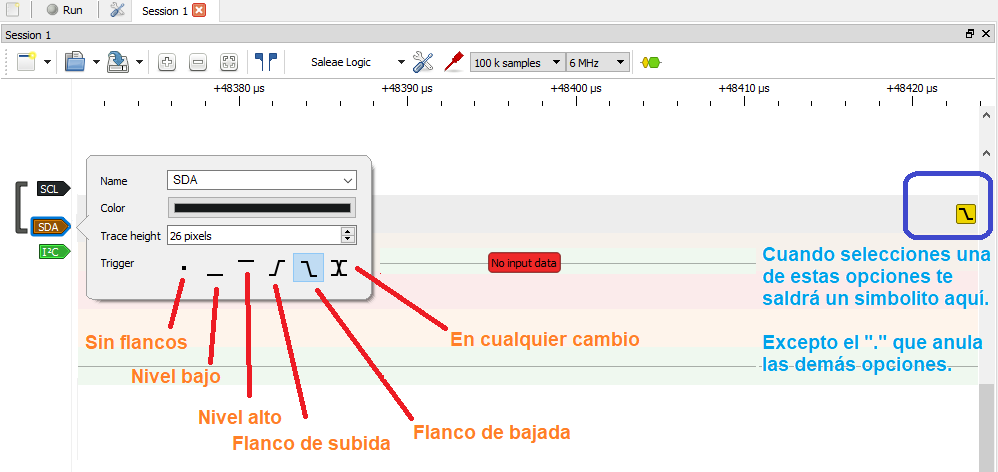 Run
Session 1
Session 1
Saleae Logic
100 k samples
6 MHz
+48380 µs
+48390 µs
+48400 µs
+48410 µs
+48420 µs
SCL
SDA
I²C
Name
SDA
Color
Trace height
26 pixels
Trigger
No input data
Cuando selecciones una
de estas opciones te
saldrá un simbolito aquí.
Excepto el "." que anula
las demás opciones.
Sin flancos
Nivel bajo
Nivel alto
Flanco de subida
Flanco de bajada
En cualquier cambio